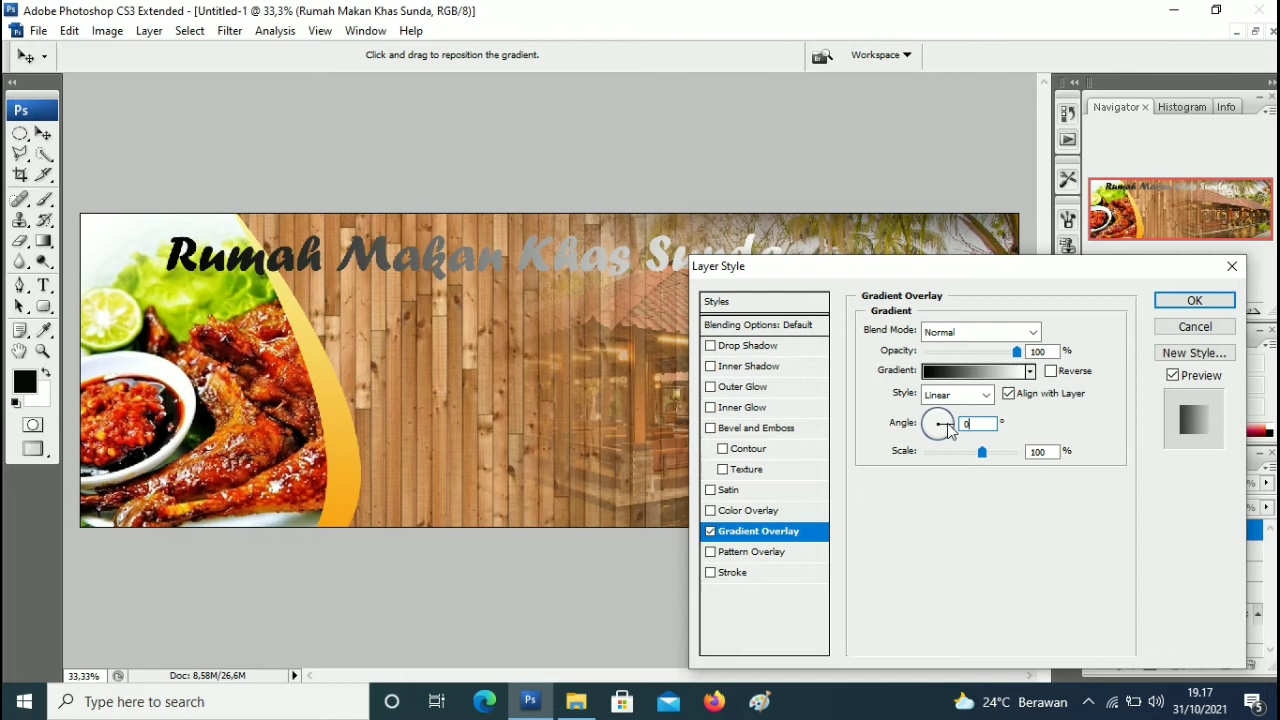 Adobe Photoshop CS3 Extended - [Untitled-1 @ 33,3% (Rumah Makan Khas Sunda, RGB/8)]
Ps File Edit Image Layer Select Filter Analysis View Window Help
Click and drag to reposition the gradient.
Br Workspace
Ps
Navigator × Histogram Info
Rumah Makan Khas Sunda
Rumah Makan Khas Sunda
Layer Style
Styles
Blending Options: Default
Drop Shadow
Inner Shadow
Outer Glow
Inner Glow
Bevel and Emboss
Contour
Texture
Satin
Color Overlay
Gradient Overlay
Pattern Overlay
Stroke
Gradient Overlay
Gradient
Blend Mode: Normal
Opacity: 100 %
Gradient: Reverse
Style: Linear Align with Layer
Angle: 0 °
Scale: 100 %
OK
Cancel
New Style...
Preview
%
%
33,33% Doc: 8,58M/26,6M
Type here to search
Ps
24°C Berawan
19.17
31/10/2021
5